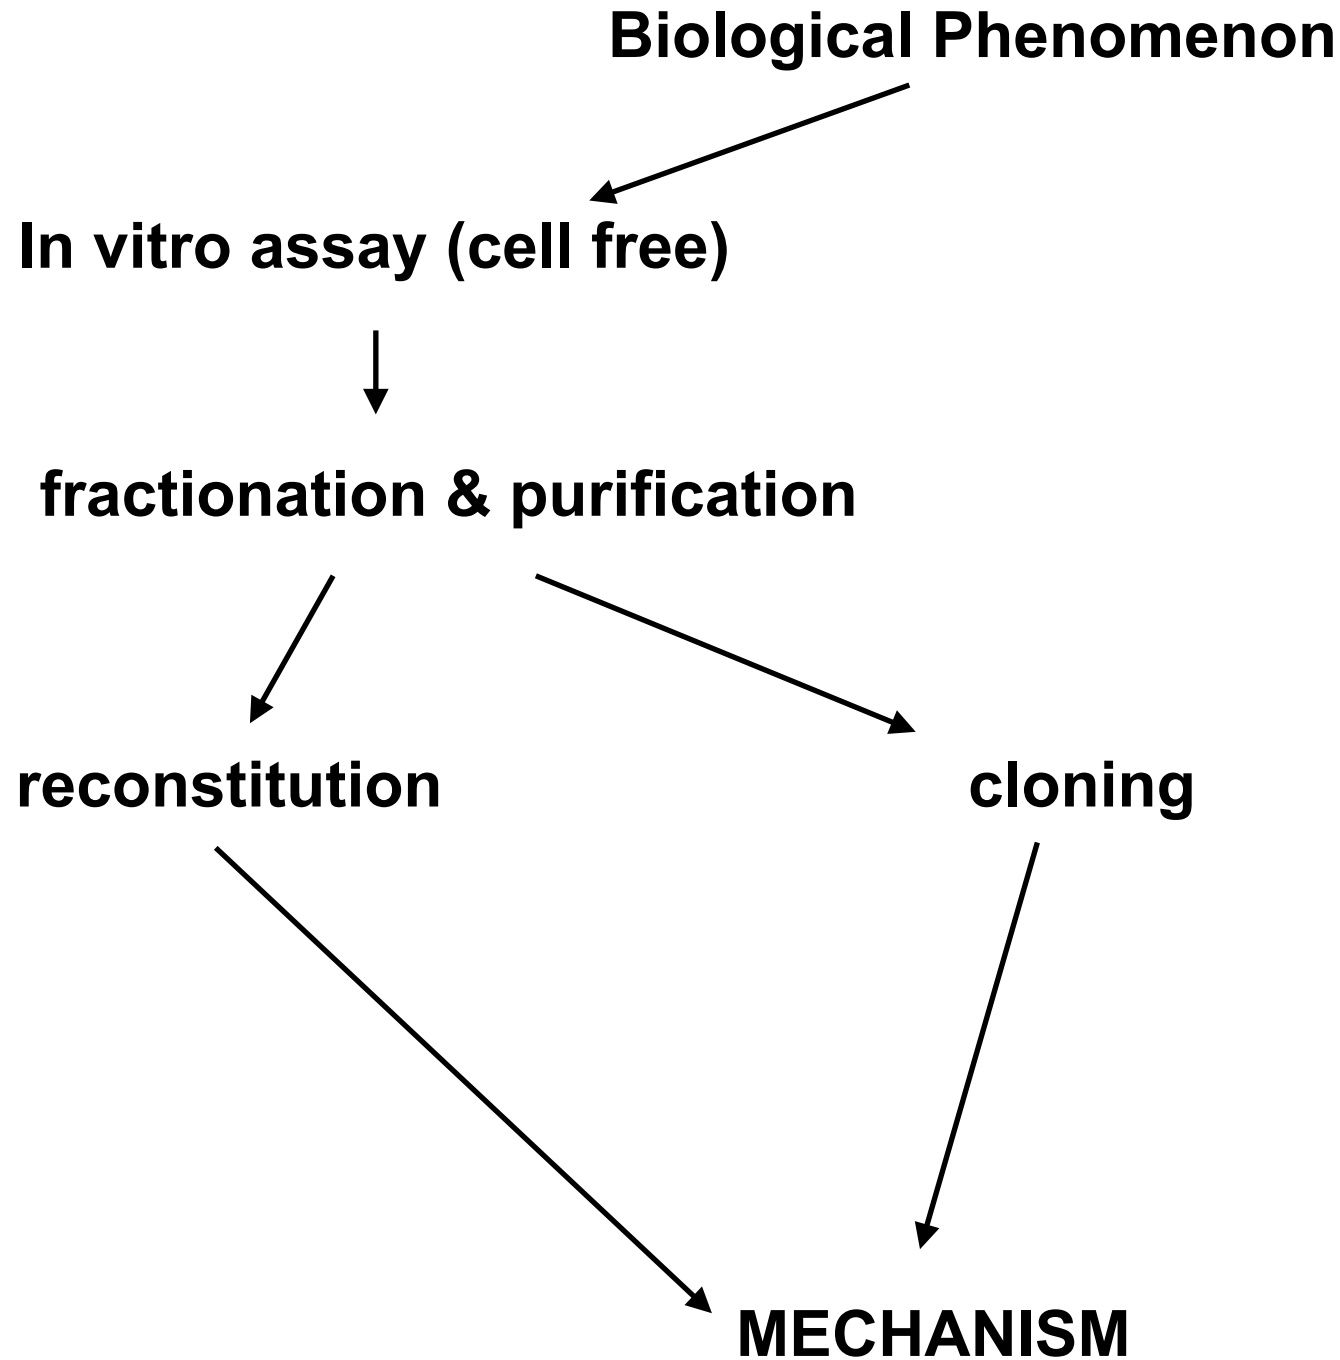 Biological Phenomenon
In vitro assay (cell free)
fractionation & purification
reconstitution
cloning
MECHANISM